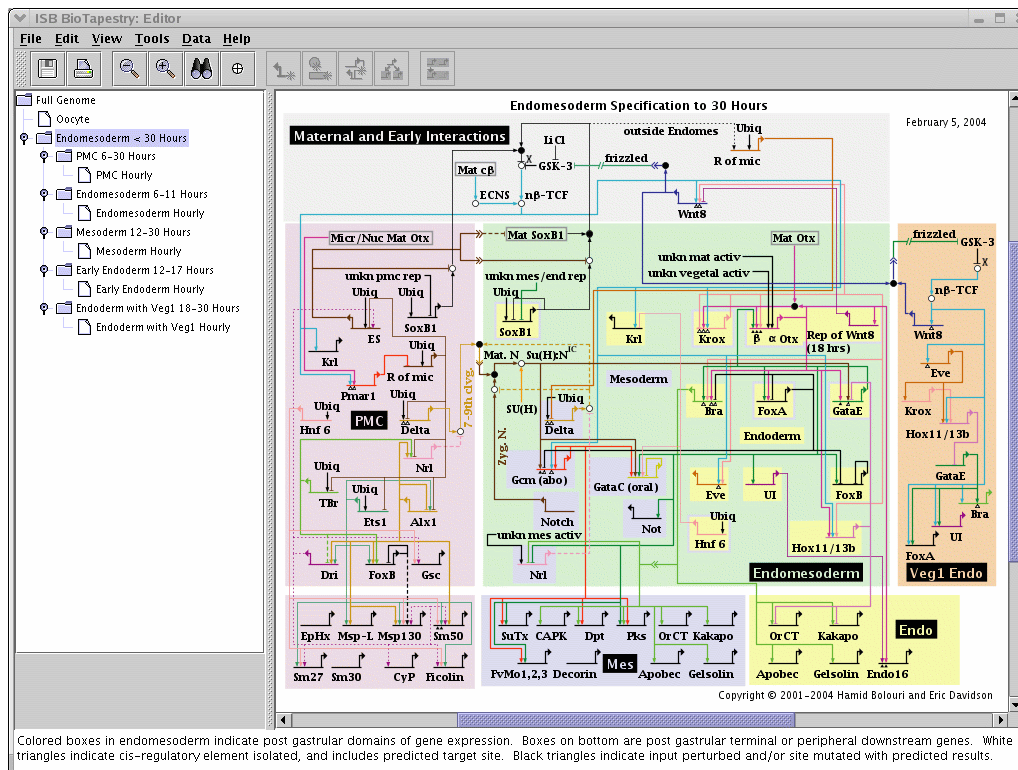 ISB BioTapestry: Editor
File Edit View Tools Data Help
Full Genome
Oocyte
Endomesoderm < 30 Hours
PMC 6-30 Hours
PMC Hourly
Endomesoderm 6-11 Hours
Endomesoderm Hourly
Mesoderm 12-30 Hours
Mesoderm Hourly
Early Endoderm 12-17 Hours
Early Endoderm Hourly
Endoderm with Veg1 18-30 Hours
Endoderm with Veg1 Hourly
Endomesoderm Specification to 30 Hours
February 5, 2004
Maternal and Early Interactions
outside Endomes
Ubiq
R of mic
LiCl
X
GSK-3
frizzled
Mat cβ
ECNS
nβ-TCF
Wnt8
Micr/Nuc Mat Otx
Mat SoxB1
Mat Otx
frizzled
GSK-3
X
nβ-TCF
Wnt8
Eve
Krox
Hox11/13b
GataE
Bra
UI
FoxA
Veg1 Endo
unkn pmc rep
Ubiq
Ubiq
SoxB1
ES
Krl
R of mic
Ubiq
Pmar1
PMC
Ubiq
Hnf 6
Ubiq
Delta
7-9th clvg.
Nrl
Ubiq
TBr
Ubiq
Ets1
Alx1
Dri
FoxB
Gsc
unkn mes/end rep
Ubiq
SoxB1
unkn mat activ
unkn vegetal activ
Krl
Krox
β α Otx
Rep of Wnt8
(18 hrs)
Mat. N
Su(H):NIC
SU(H)
Zyg. N.
Ubiq
Delta
Mesoderm
Bra
FoxA
GataE
Endoderm
Gcm (abo)
GataC (oral)
Eve
UI
FoxB
Notch
Not
Ubiq
Hnf 6
Hox11/13b
unkn mes activ
Nrl
Endomesoderm
EpHx Msp-L Msp130 Sm50
Sm27 Sm30 CyP Ficolin
SuTx CAPK Dpt Pks OrCT Kakapo
FvMo1,2,3 Decorin Mes Apobec Gelsolin
OrCT Kakapo Endo
Apobec Gelsolin Endo16
Copyright © 2001-2004 Hamid Bolouri and Eric Davidson
Colored boxes in endomesoderm indicate post gastrular domains of gene expression. Boxes on bottom are post gastrular terminal or peripheral downstream genes. White
triangles indicate cis-regulatory element isolated, and includes predicted target site. Black triangles indicate input perturbed and/or site mutated with predicted results.